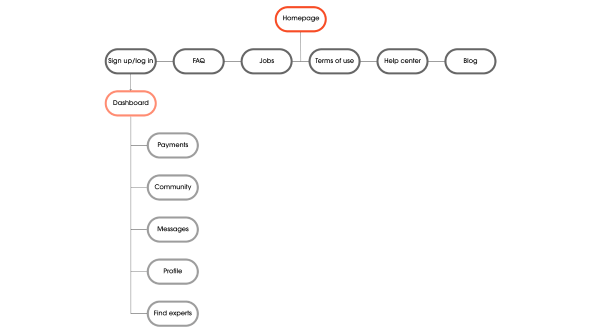 Homepage
Sign up/log in
FAQ
Jobs
Terms of use
Help center
Blog
Dashboard
Payments
Community
Messages
Profile
Find experts